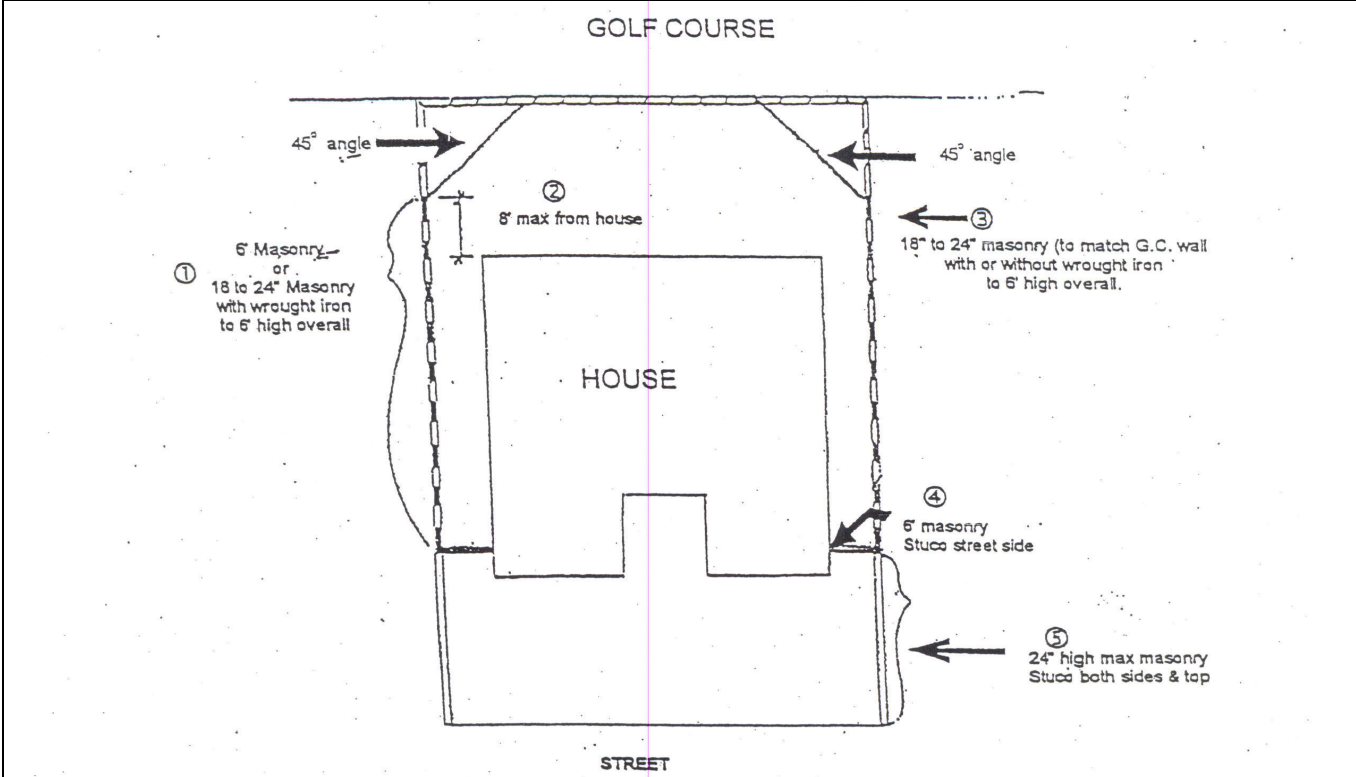 GOLF COURSE
45° angle
45° angle
②
8' max from house
③
18" to 24" masonry (to match G.C. wall
with or without wrought iron
to 6' high overall.
①
6' Masonry
or
18 to 24" Masonry
with wrought iron
to 6' high overall
HOUSE
④
6' masonry
Stuco street side
⑤
24" high max masonry
Stuco both sides & top
STREET